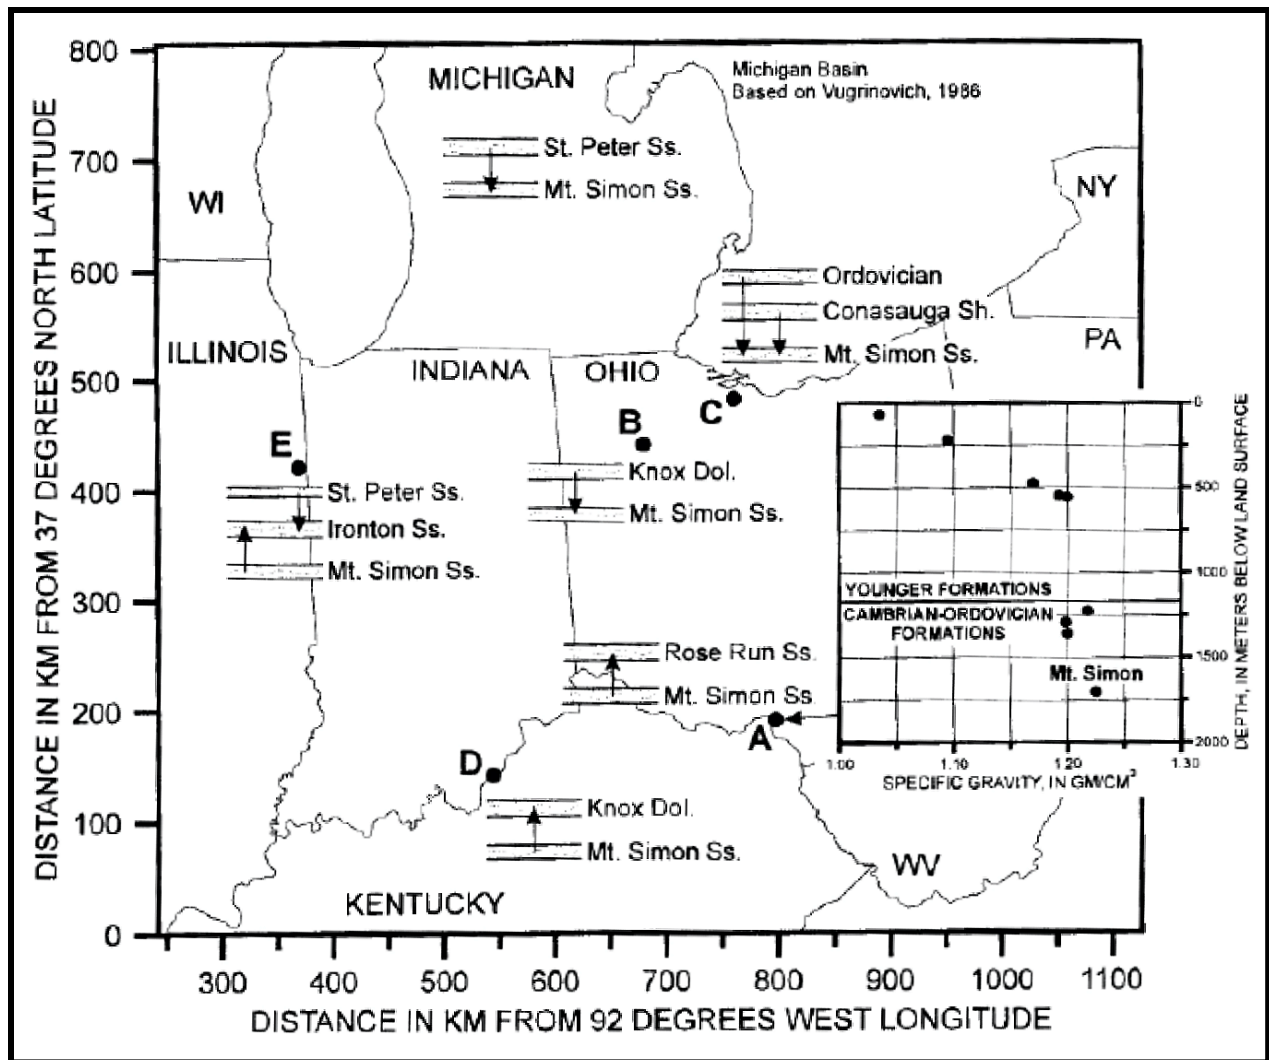 800
700
600
500
400
300
200
100
0
DISTANCE IN KM FROM 37 DEGREES NORTH LATITUDE
MICHIGAN
Michigan Basin
Based on Vugrinovich, 1986
St. Peter Ss.
Mt. Simon Ss.
WI
NY
Ordovician
Conasauga Sh.
Mt. Simon Ss.
PA
ILLINOIS
INDIANA
OHIO
C
B
E
Knox Dol.
Mt. Simon Ss.
St. Peter Ss.
Ironton Ss.
Mt. Simon Ss.
Rose Run Ss.
Mt. Simon Ss
A
D
Knox Dol.
Mt. Simon Ss.
WV
KENTUCKY
0
500
1000
1500
2000
DEPTH, IN METERS BELOW LAND SURFACE
YOUNGER FORMATIONS
CAMBRIAN-ORDOVICIAN
FORMATIONS
Mt. Simon
1.00 1.10 1.20 1.30
SPECIFIC GRAVITY, IN GM/CM³
300 400 500 600 700 800 900 1000 1100
DISTANCE IN KM FROM 92 DEGREES WEST LONGITUDE